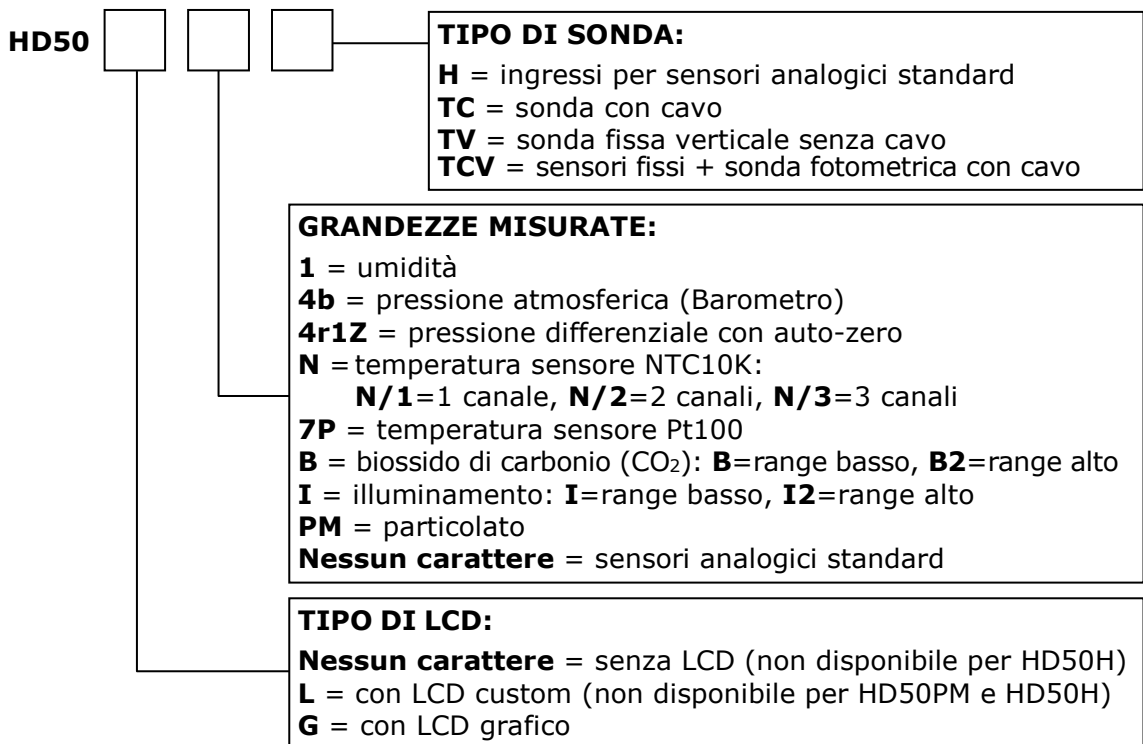 HD50
TIPO DI SONDA:
H = ingressi per sensori analogici standard
TC = sonda con cavo
TV = sonda fissa verticale senza cavo
TCV = sensori fissi + sonda fotometrica con cavo
GRANDEZZE MISURATE:
1 = umidità
4b = pressione atmosferica (Barometro)
4r1Z = pressione differenziale con auto-zero
N = temperatura sensore NTC10K:
N/1=1 canale, N/2=2 canali, N/3=3 canali
7P = temperatura sensore Pt100
B = biossido di carbonio (CO₂): B=range basso, B2=range alto
I = illuminamento: I=range basso, I2=range alto
PM = particolato
Nessun carattere = sensori analogici standard
TIPO DI LCD:
Nessun carattere = senza LCD (non disponibile per HD50H)
L = con LCD custom (non disponibile per HD50PM e HD50H)
G = con LCD grafico